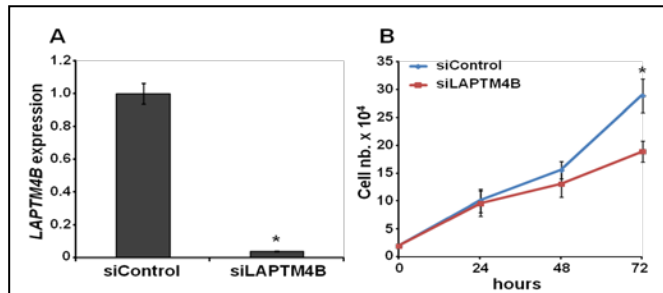 A
LAPTM4B expression
1.2
1.0
0.8
0.6
0.4
0.2
0
*
siControl
siLAPTM4B
B
siControl
siLAPTM4B
Cell nb. x 10⁴
40
35
30
25
20
15
10
5
0
*
0
24
48
72
hours